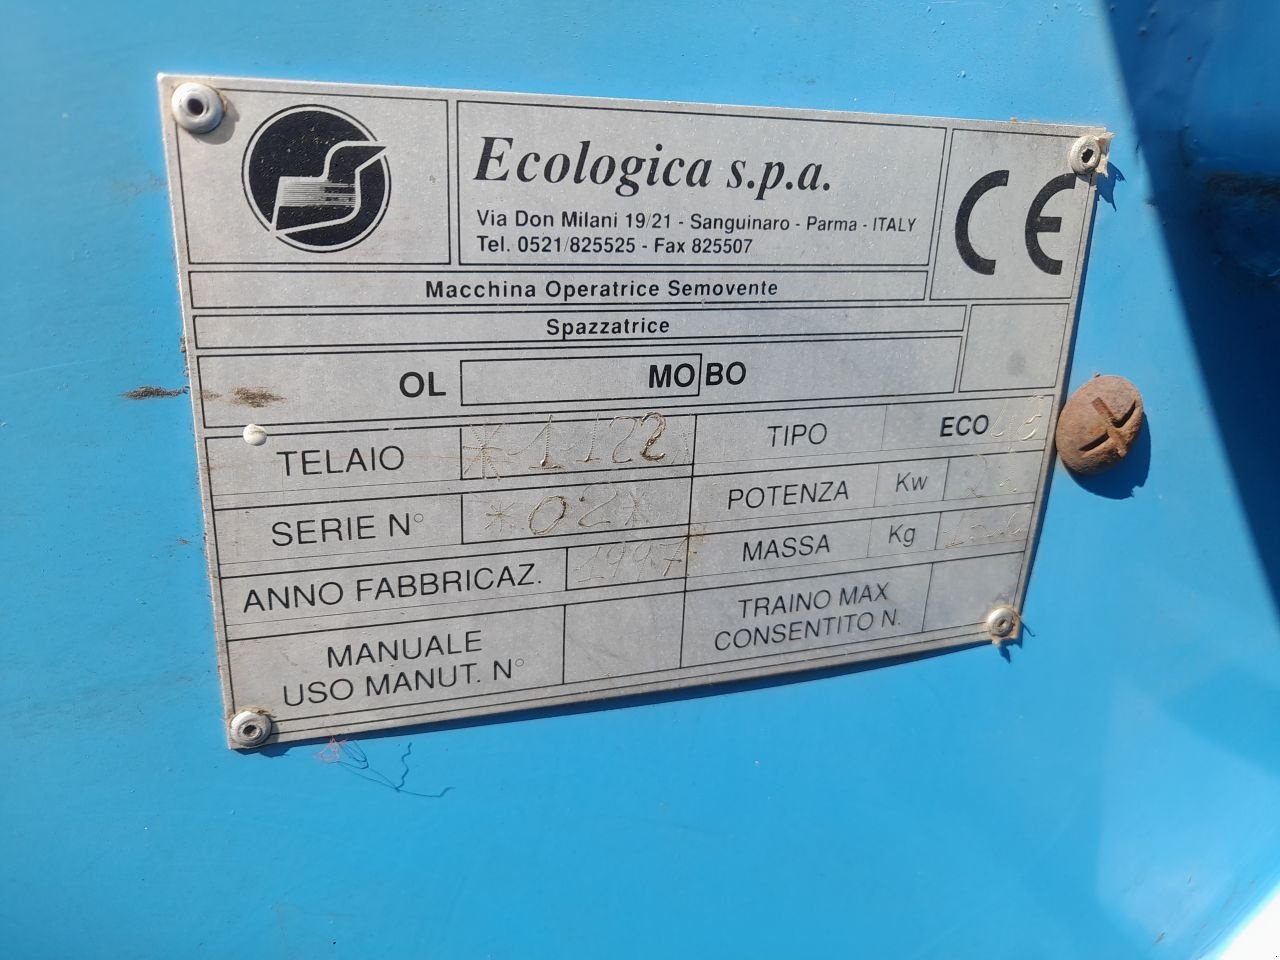 Ecologica s.p.a.
Via Don Milani 19/21 - Sanguinaro - Parma - ITALY
Tel. 0521/825525 - Fax 825507
CE
Macchina Operatrice Semovente
Spazzatrice
OL MO BO
TELAIO *1122 TIPO ECO
SERIE N° *02* POTENZA Kw
ANNO FABBRICAZ. 1997 MASSA Kg
MANUALE
USO MANUT. N°
TRAINO MAX
CONSENTITO N.